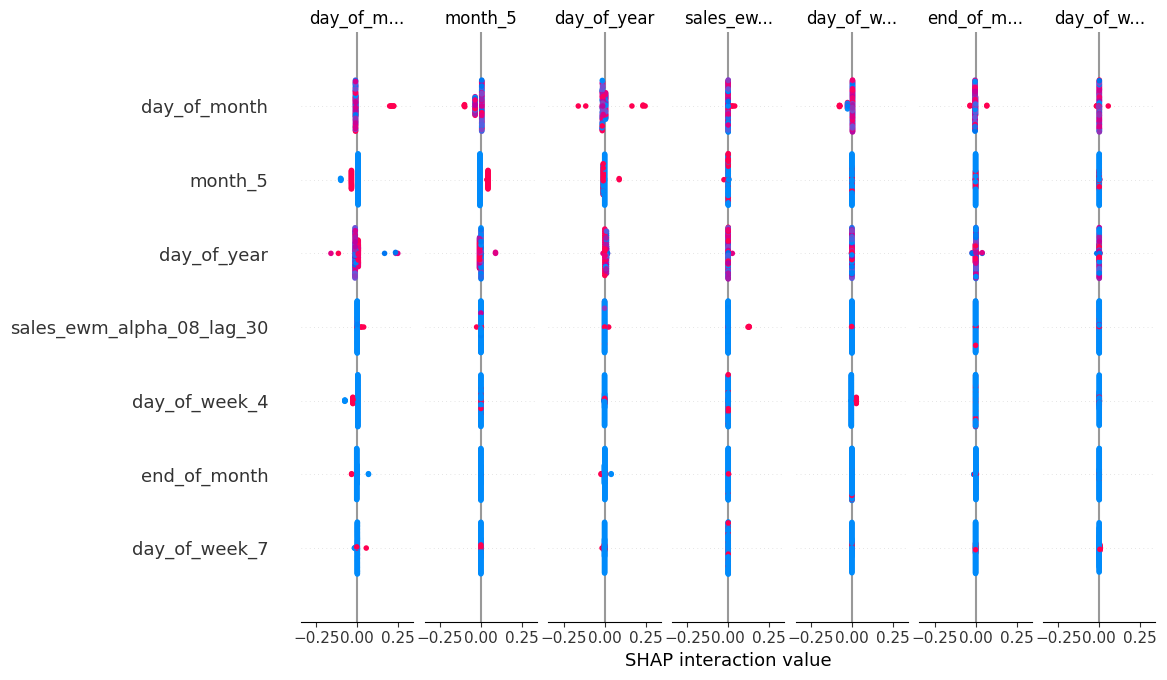 day_of_m... month_5 day_of_year sales_ew... day_of_w... end_of_m... day_of_w...
day_of_month
month_5
day_of_year
sales_ewm_alpha_08_lag_30
day_of_week_4
end_of_month
day_of_week_7
−0.25 0.00 0.25 −0.25 0.00 0.25 −0.25 0.00 0.25 −0.25 0.00 0.25 −0.25 0.00 0.25 −0.25 0.00 0.25 −0.25 0.00 0.25
SHAP interaction value